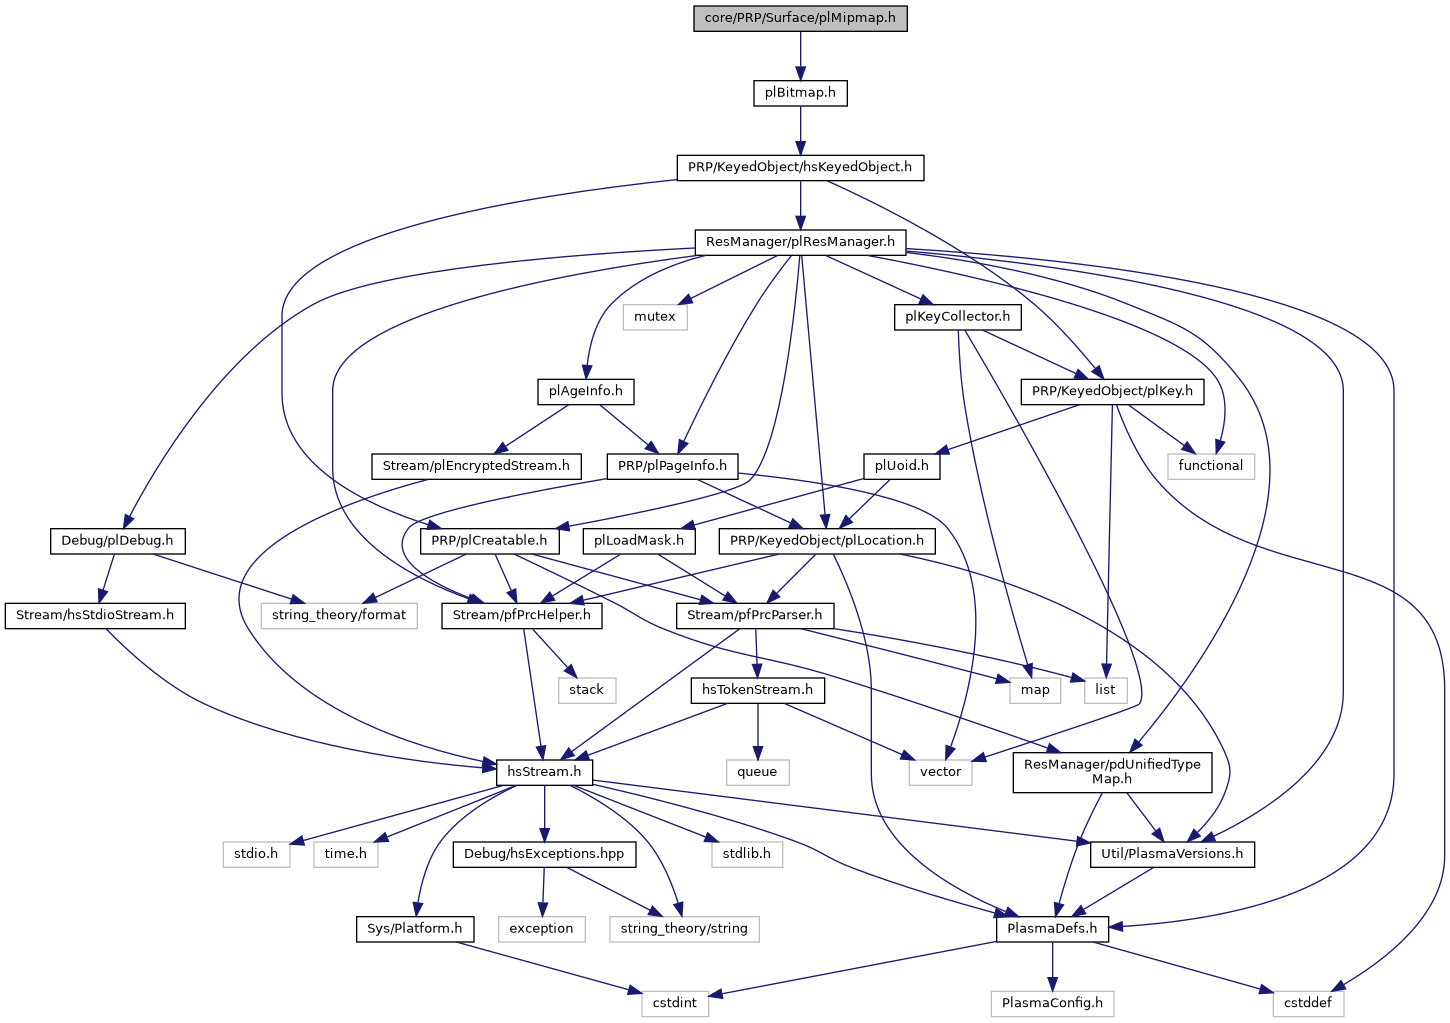 core/PRP/Surface/plMipmap.h
plBitmap.h
PRP/KeyedObject/hsKeyedObject.h
ResManager/plResManager.h
mutex
plKeyCollector.h
plAgeInfo.h
PRP/KeyedObject/plKey.h
Stream/plEncryptedStream.h
PRP/plPageInfo.h
plUoid.h
functional
Debug/plDebug.h
PRP/plCreatable.h
plLoadMask.h
PRP/KeyedObject/plLocation.h
Stream/hsStdioStream.h
string_theory/format
Stream/pfPrcHelper.h
Stream/pfPrcParser.h
stack
hsTokenStream.h
map
list
hsStream.h
queue
vector
ResManager/pdUnifiedType
Map.h
stdio.h
time.h
Debug/hsExceptions.hpp
stdlib.h
Util/PlasmaVersions.h
Sys/Platform.h
exception
string_theory/string
PlasmaDefs.h
cstdint
PlasmaConfig.h
cstddef